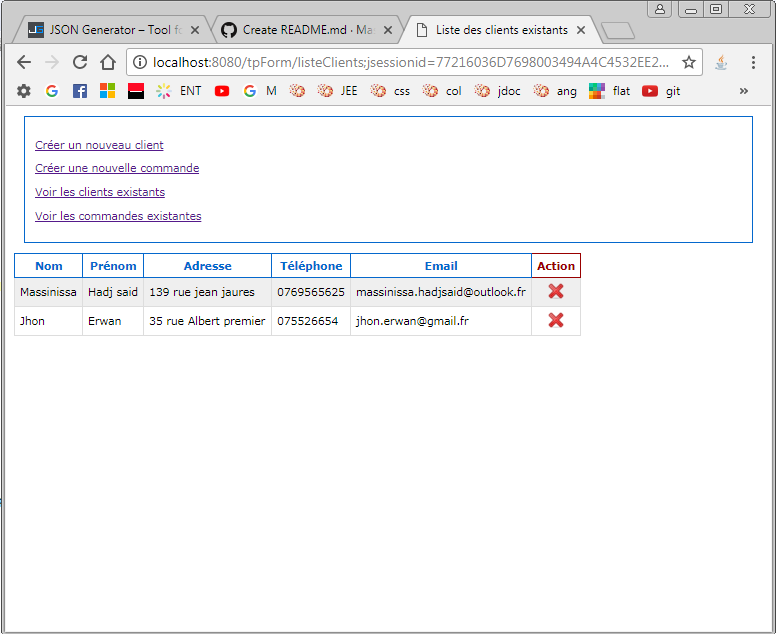 JSON Generator – Tool fo
Create README.md · Mas
Liste des clients existants
localhost:8080/tpForm/listeClients;jsessionid=77216036D7698003494A4C4532EE2...
ENT M JEE css col jdoc ang flat git »
Créer un nouveau client
Créer une nouvelle commande
Voir les clients existants
Voir les commandes existantes
Nom Prénom Adresse Téléphone Email Action
Massinissa Hadj said 139 rue jean jaures 0769565625 massinissa.hadjsaid@outlook.fr
Jhon Erwan 35 rue Albert premier 075526654 jhon.erwan@gmail.fr